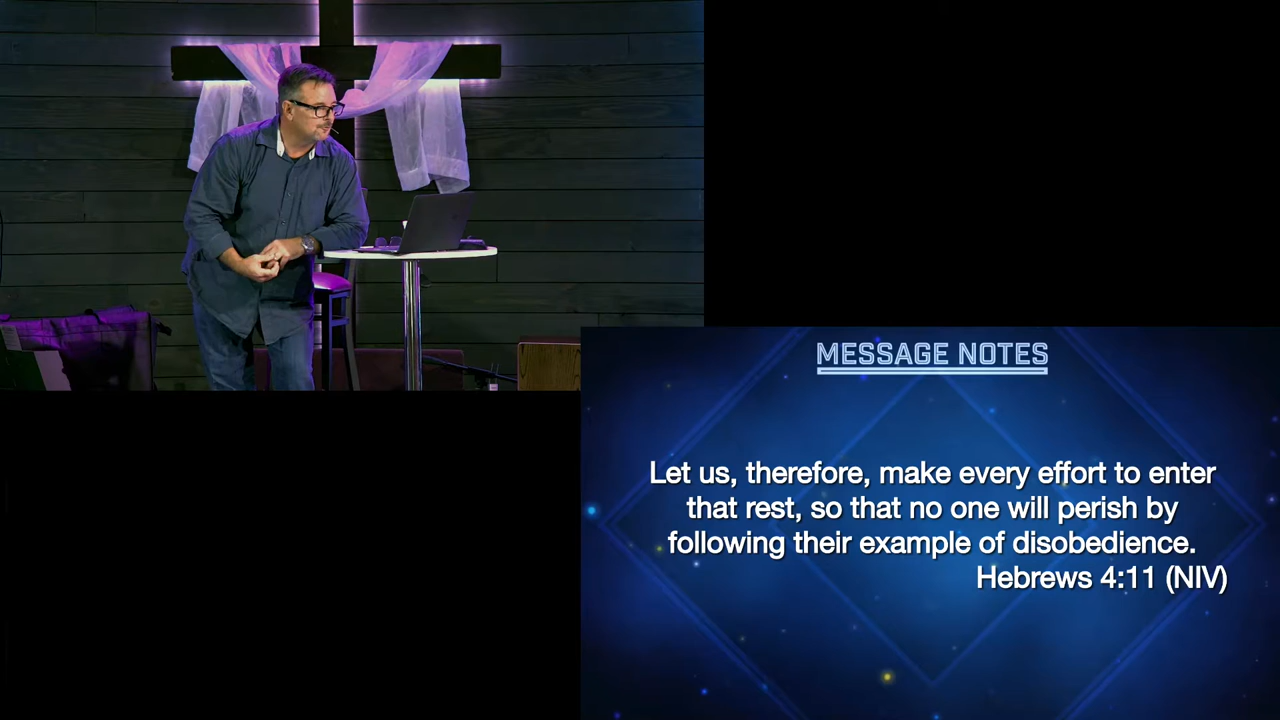 MESSAGE NOTES
Let us, therefore, make every effort to enter
that rest, so that no one will perish by
following their example of disobedience.
Hebrews 4:11 (NIV)